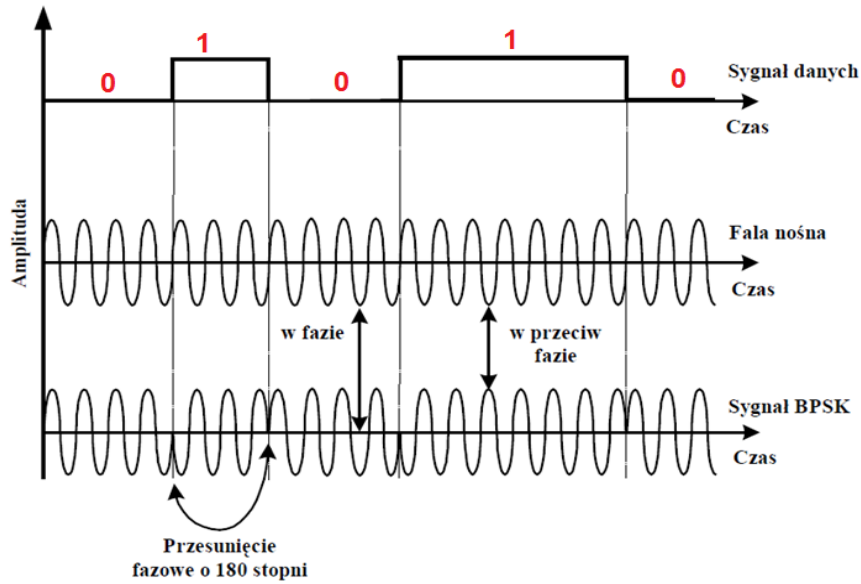 1
1
0
0
0
Sygnał danych
Czas
Amplituda
Fala nośna
Czas
w fazie
w przeciw
fazie
Sygnał BPSK
Czas
Przesunięcie
fazowe o 180 stopni